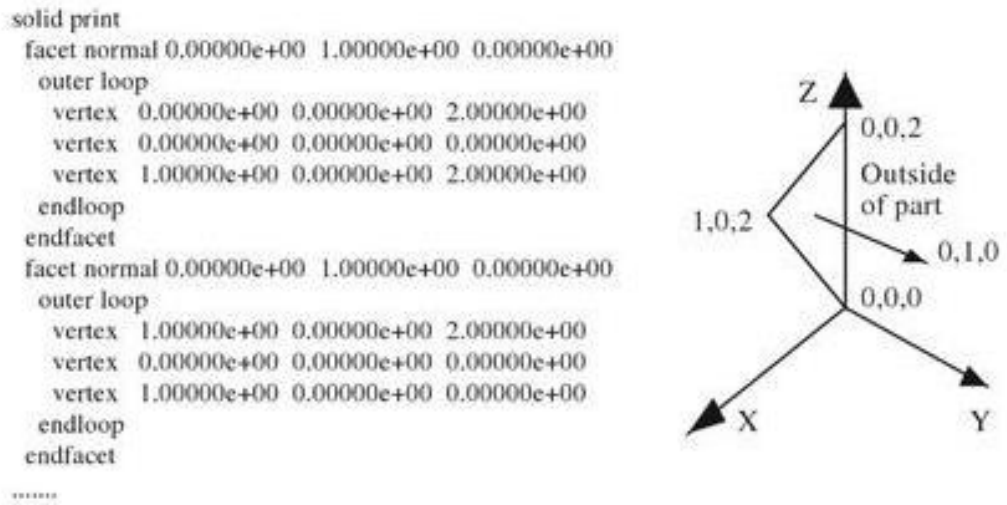 solid print
facet normal 0.00000e+00 1.00000e+00 0.00000e+00
outer loop
vertex 0.00000e+00 0.00000e+00 2.00000e+00
vertex 0.00000e+00 0.00000e+00 0.00000e+00
vertex 1.00000e+00 0.00000e+00 2.00000e+00
endloop
endfacet
facet normal 0.00000e+00 1.00000e+00 0.00000e+00
outer loop
vertex 1.00000e+00 0.00000e+00 2.00000e+00
vertex 0.00000e+00 0.00000e+00 0.00000e+00
vertex 1.00000e+00 0.00000e+00 0.00000e+00
endloop
endfacet
.......
Z
0,0,2
Outside
of part
1,0,2
0,1,0
0,0,0
X
Y